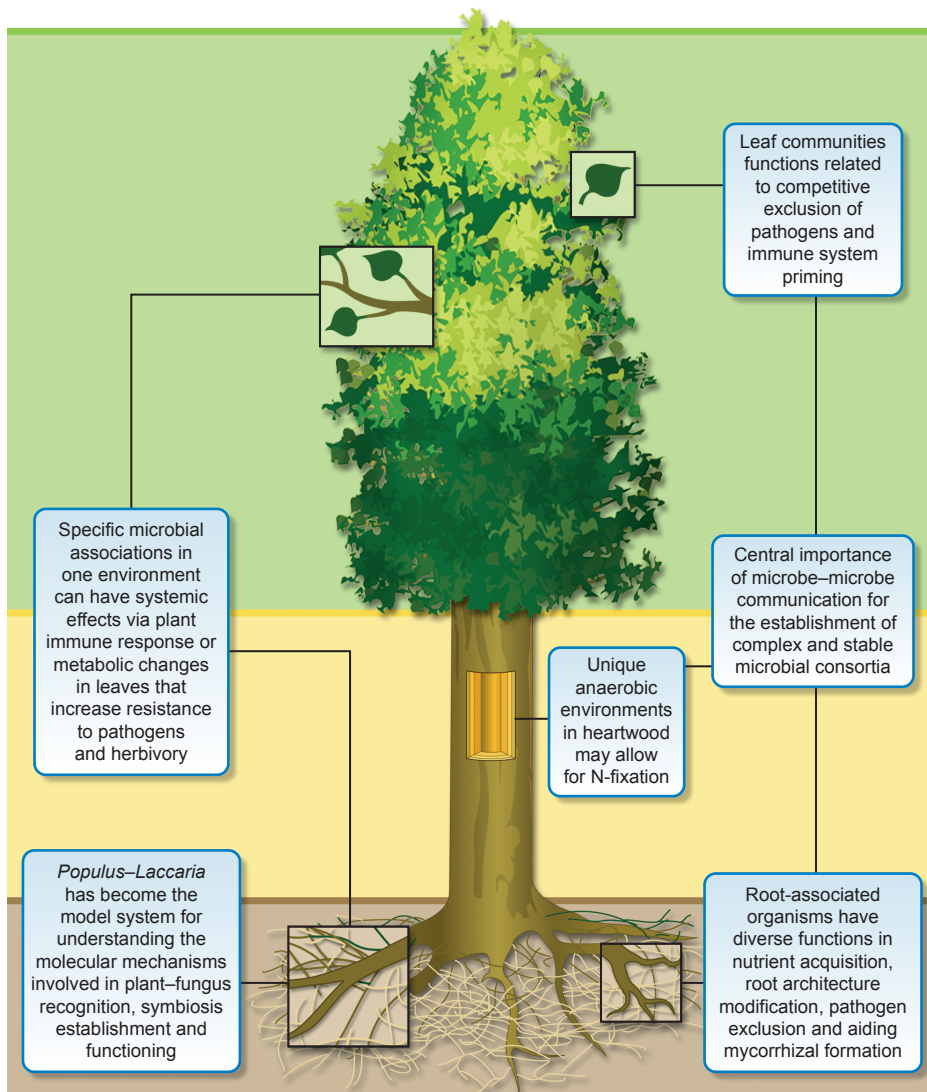 Leaf communities
functions related
to competitive
exclusion of
pathogens and
immune system
priming
Specific microbial
associations in
one environment
can have systemic
effects via plant
immune response or
metabolic changes
in leaves that
increase resistance
to pathogens
and herbivory
Central importance
of microbe–microbe
communication for
the establishment of
complex and stable
microbial consortia
Unique
anaerobic
environments
in heartwood
may allow
for N-fixation
Populus–Laccaria
has become the
model system for
understanding the
molecular mechanisms
involved in plant–fungus
recognition, symbiosis
establishment and
functioning
Root-associated
organisms have
diverse functions in
nutrient acquisition,
root architecture
modification, pathogen
exclusion and aiding
mycorrhizal formation